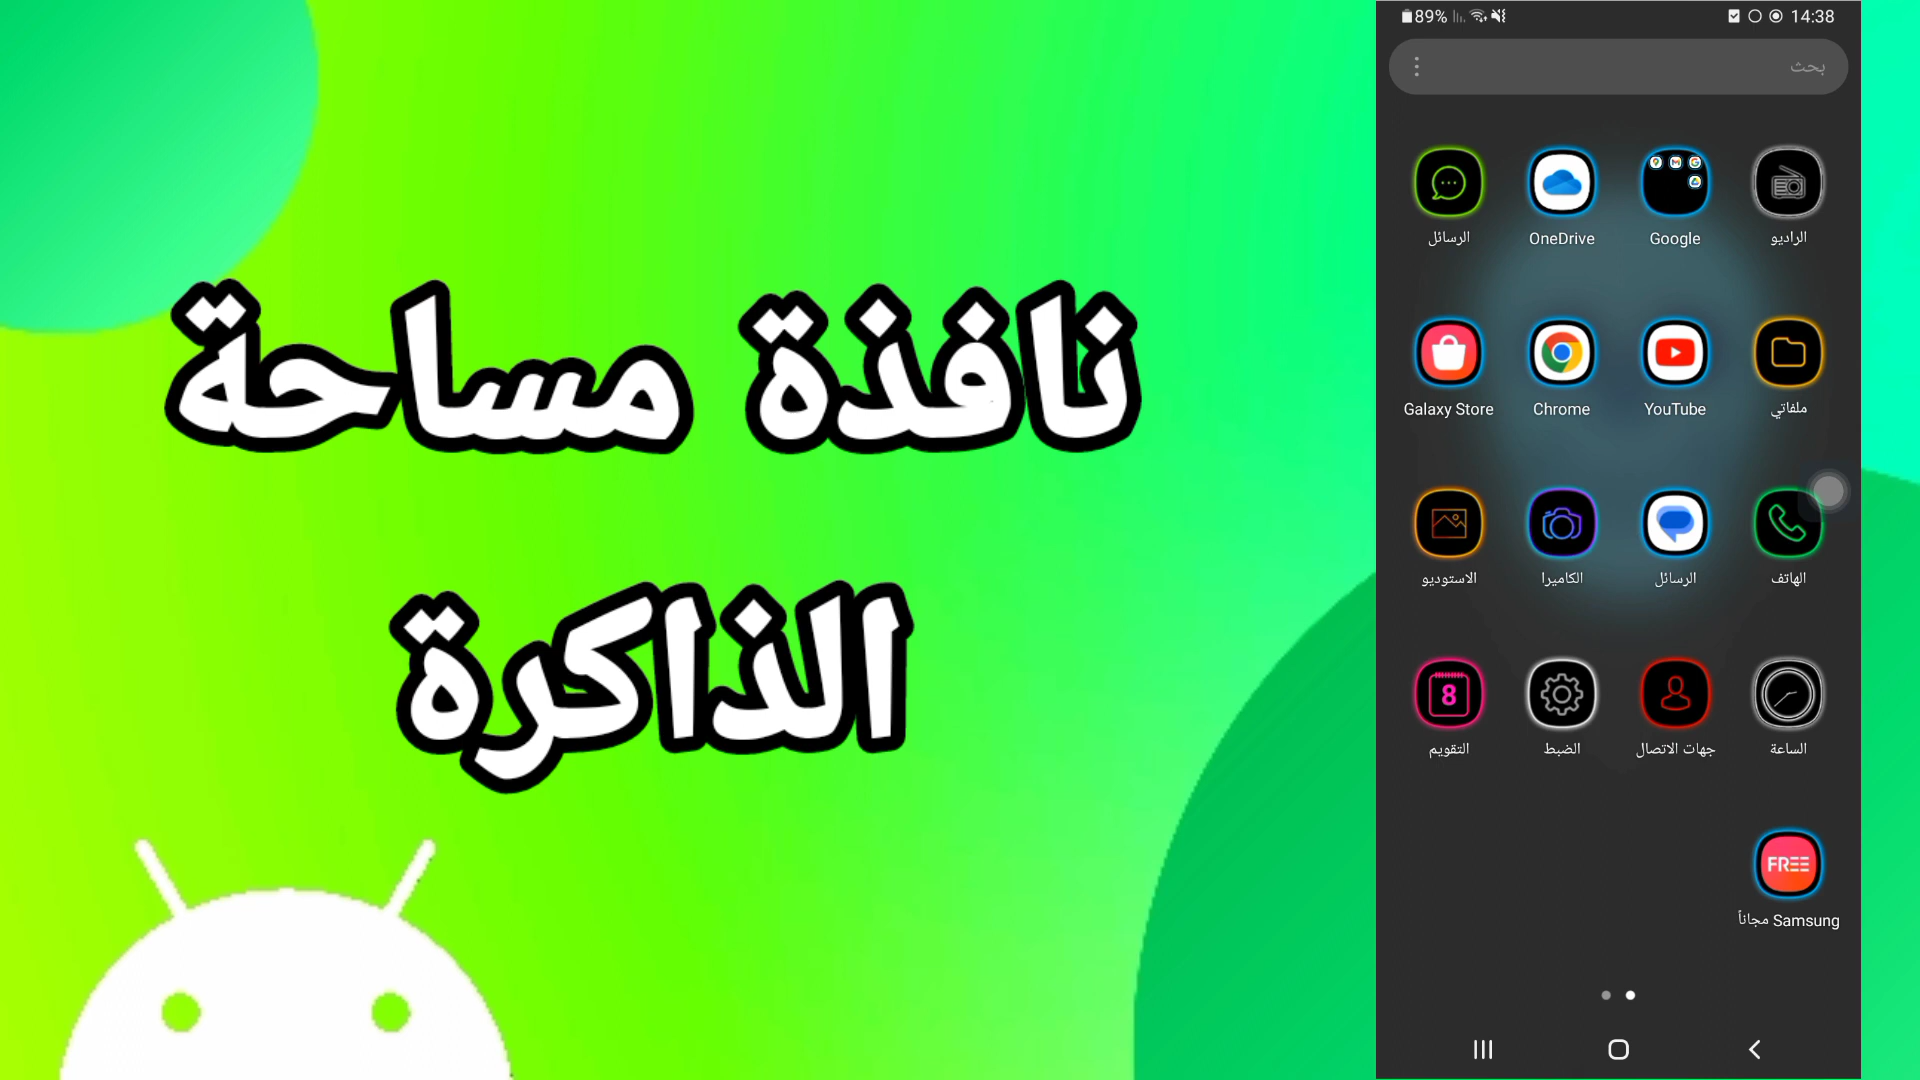 نافذة مساحة
الذاكرة
89% 14:38
بحث
الراديو Google OneDrive الرسائل
ملفاتي YouTube Chrome Galaxy Store
الهاتف الرسائل الكاميرا الاستوديو
8
الساعة جهات الاتصال الضبط التقويم
FREE
Samsung مجاناً